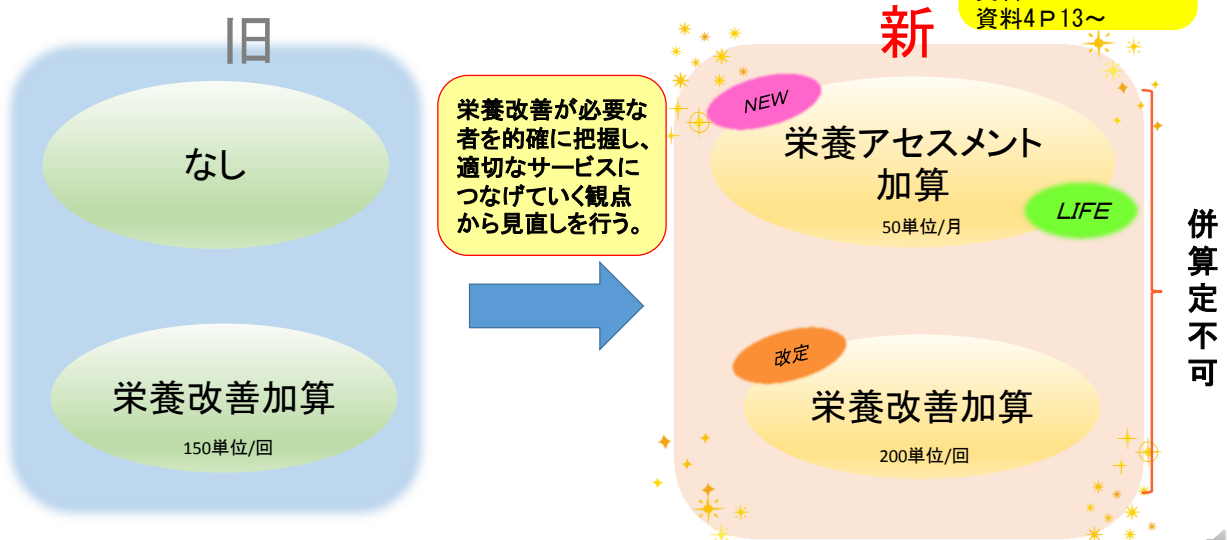 旧
なし
栄養改善加算
150単位/回
栄養改善が必要な
者を的確に把握し、
適切なサービスに
つなげていく観点
から見直しを行う。
新
資料4Ｐ13～
NEW
栄養アセスメント
加算
50単位/月
LIFE
改定
栄養改善加算
200単位/回
併算定不可